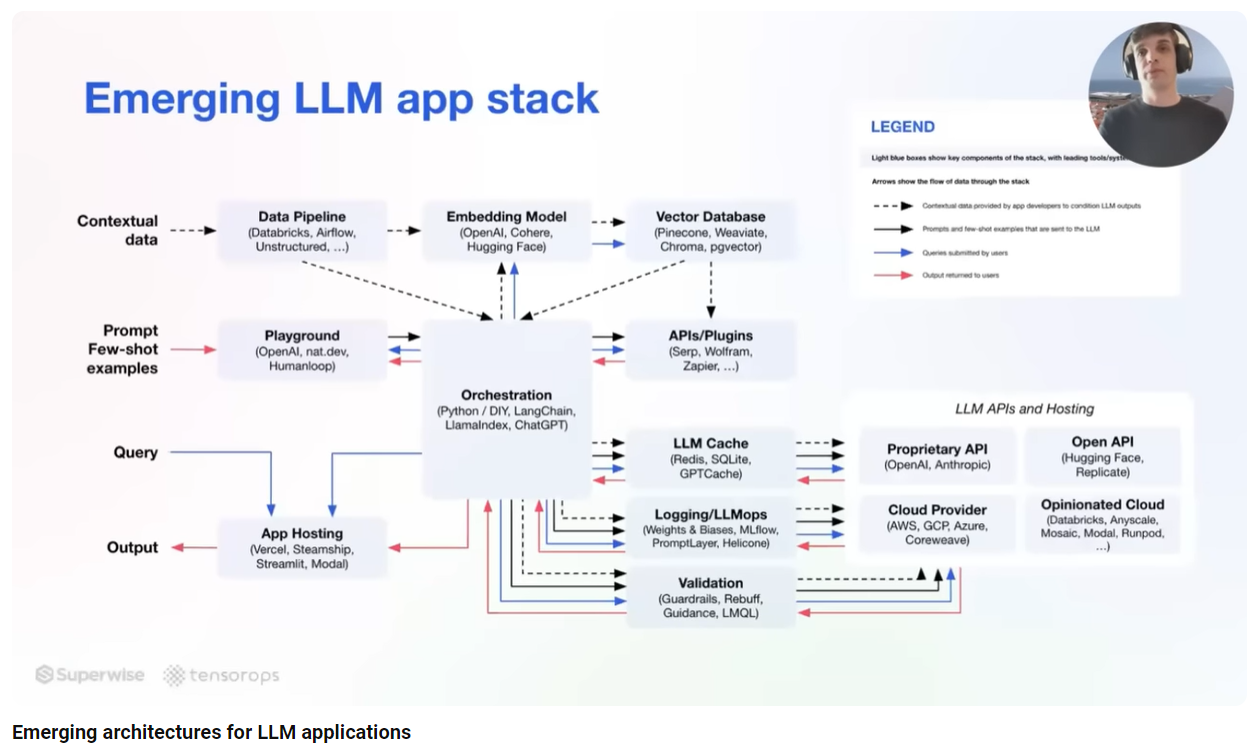 Emerging LLM app stack
LEGEND
Light blue boxes show key components of the stack, with leading tools/syste
Arrows show the flow of data through the stack
Contextual data provided by app developers to condition LLM outputs
Prompts and few-shot examples that are sent to the LLM
Queries submitted by users
Output returned to users
Contextual
data
Data Pipeline
(Databricks, Airflow,
Unstructured, ...)
Embedding Model
(OpenAI, Cohere,
Hugging Face)
Vector Database
(Pinecone, Weaviate,
Chroma, pgvector)
Prompt
Few-shot
examples
Playground
(OpenAI, nat.dev,
Humanloop)
Orchestration
(Python / DIY, LangChain,
LlamaIndex, ChatGPT)
APIs/Plugins
(Serp, Wolfram,
Zapier, ...)
Query
Output
App Hosting
(Vercel, Steamship,
Streamlit, Modal)
LLM Cache
(Redis, SQLite,
GPTCache)
Logging/LLMops
(Weights & Biases, MLflow,
PromptLayer, Helicone)
Validation
(Guardrails, Rebuff,
Guidance, LMQL)
LLM APIs and Hosting
Proprietary API
(OpenAI, Anthropic)
Open API
(Hugging Face,
Replicate)
Cloud Provider
(AWS, GCP, Azure,
Coreweave)
Opinionated Cloud
(Databricks, Anyscale,
Mosaic, Modal, Runpod,
...)
Superwise
tensorops
Emerging architectures for LLM applications